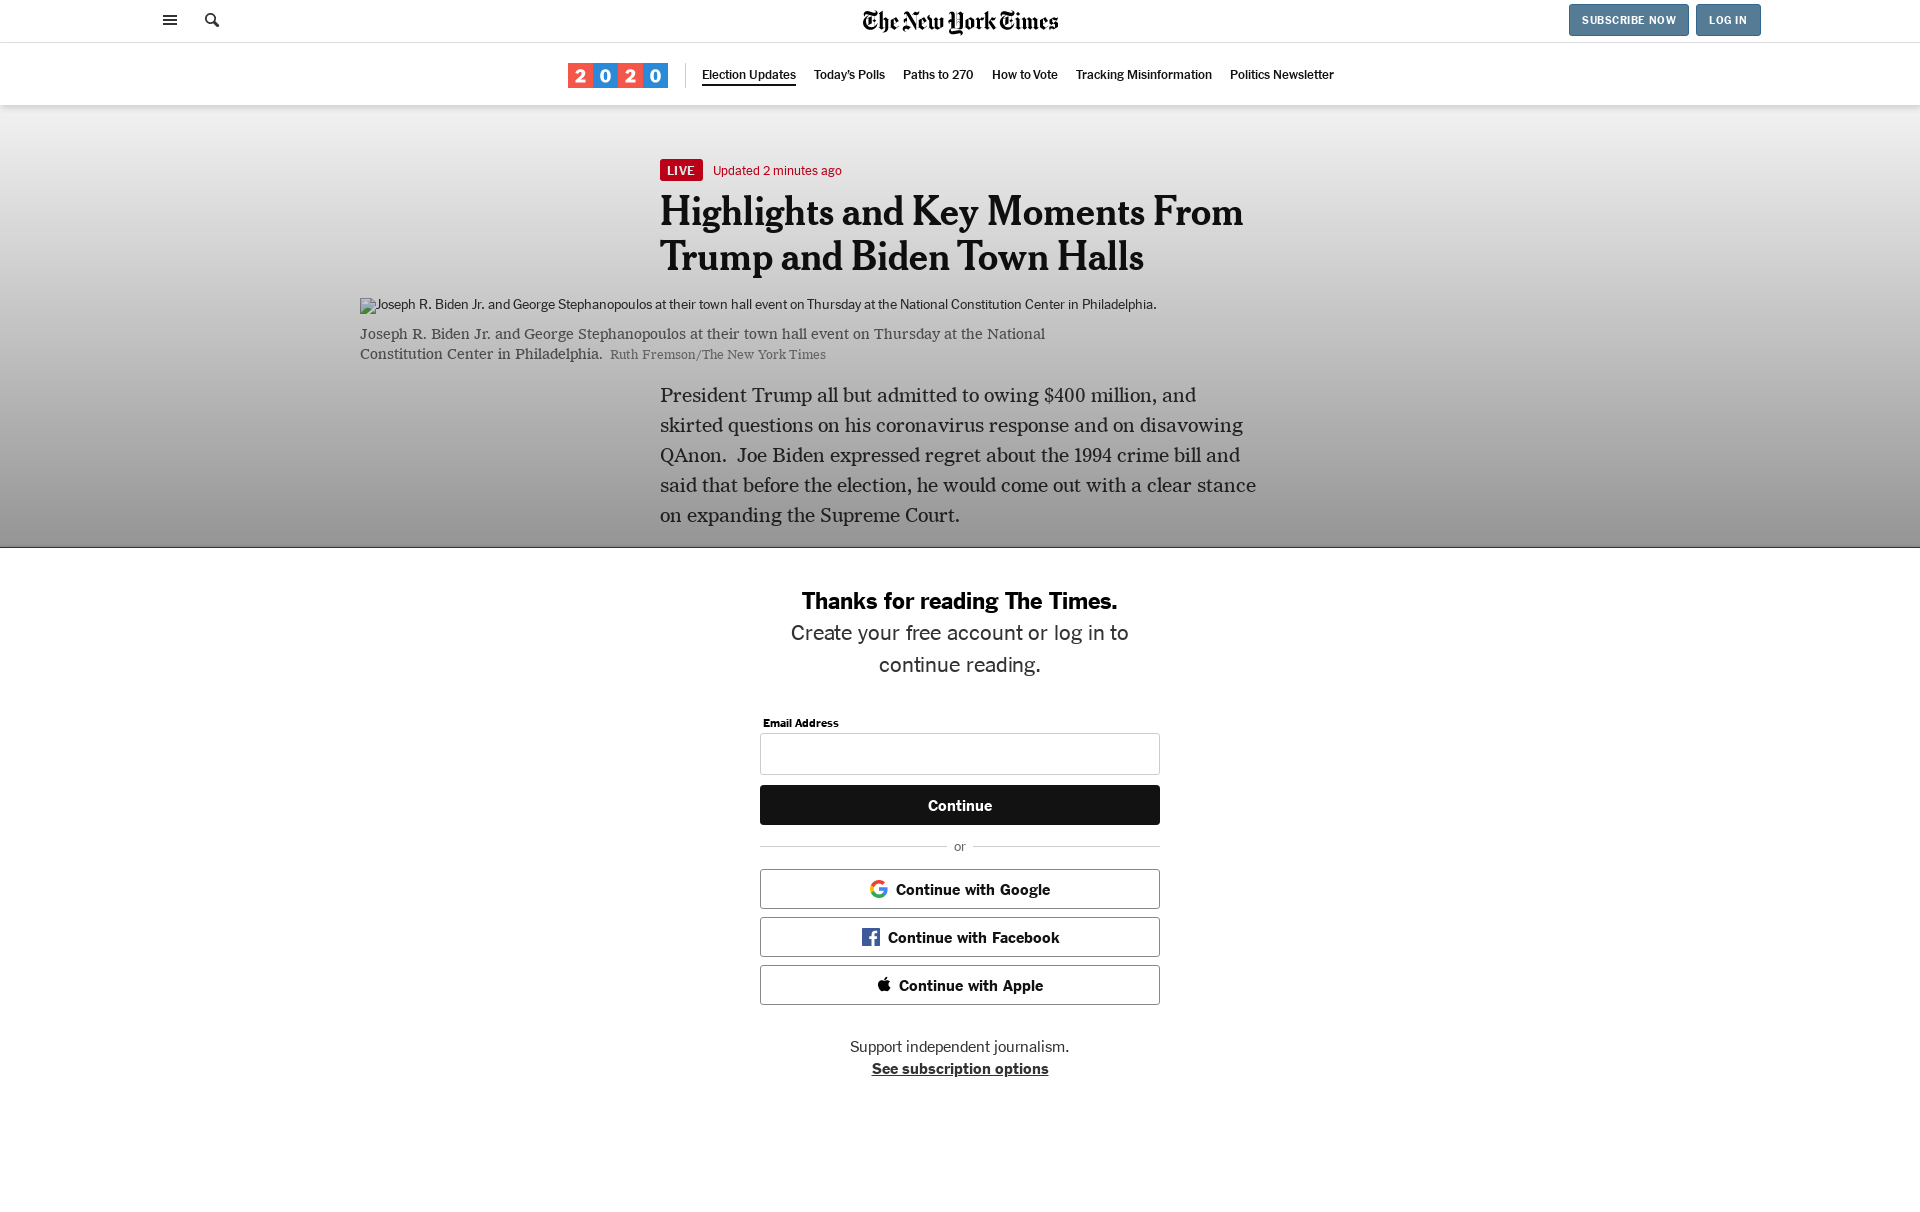 The New York Times
SUBSCRIBE NOW
LOG IN
2020
Election Updates
Today's Polls
Paths to 270
How to Vote
Tracking Misinformation
Politics Newsletter
LIVE
Updated 2 minutes ago
Highlights and Key Moments From
Trump and Biden Town Halls
Joseph R. Biden Jr. and George Stephanopoulos at their town hall event on Thursday at the National Constitution Center in Philadelphia.
Joseph R. Biden Jr. and George Stephanopoulos at their town hall event on Thursday at the National
Constitution Center in Philadelphia. Ruth Fremson/The New York Times
President Trump all but admitted to owing $400 million, and
skirted questions on his coronavirus response and on disavowing
QAnon. Joe Biden expressed regret about the 1994 crime bill and
said that before the election, he would come out with a clear stance
on expanding the Supreme Court.
Thanks for reading The Times.
Create your free account or log in to
continue reading.
Email Address
Continue
or
Continue with Google
Continue with Facebook
Continue with Apple
Support independent journalism.
See subscription options